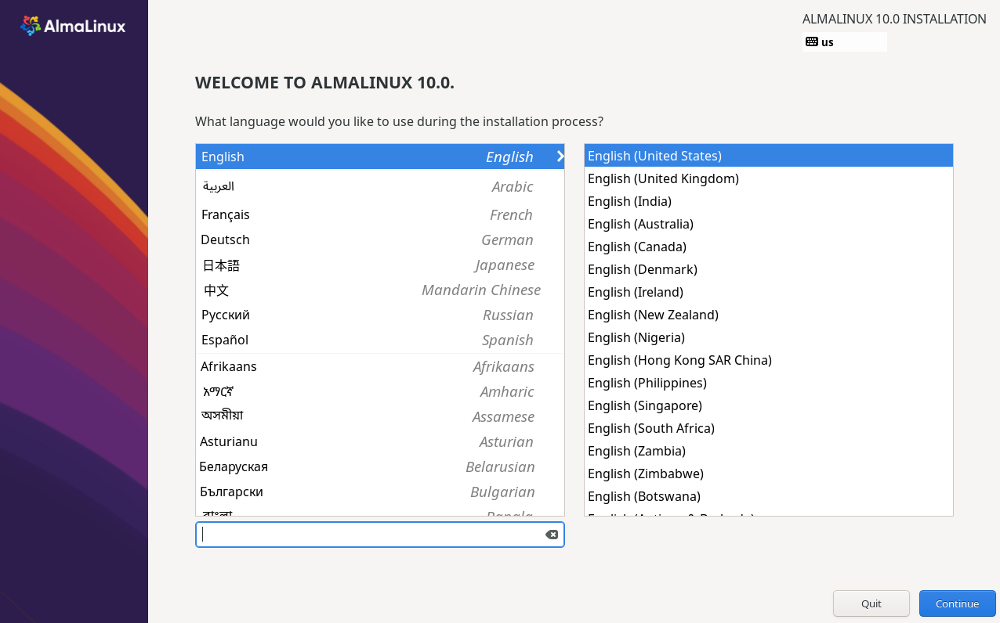 AlmaLinux
ALMALINUX 10.0 INSTALLATION
us
WELCOME TO ALMALINUX 10.0.
What language would you like to use during the installation process?
English English
العربية Arabic
Français French
Deutsch German
日本語 Japanese
中文 Mandarin Chinese
Русский Russian
Español Spanish
Afrikaans Afrikaans
አማርኛ Amharic
অসমীয়া Assamese
Asturianu Asturian
Беларуская Belarusian
Български Bulgarian
বাংলা Bangla
English (United States)
English (United Kingdom)
English (India)
English (Australia)
English (Canada)
English (Denmark)
English (Ireland)
English (New Zealand)
English (Nigeria)
English (Hong Kong SAR China)
English (Philippines)
English (Singapore)
English (South Africa)
English (Zambia)
English (Zimbabwe)
English (Botswana)
Quit
Continue